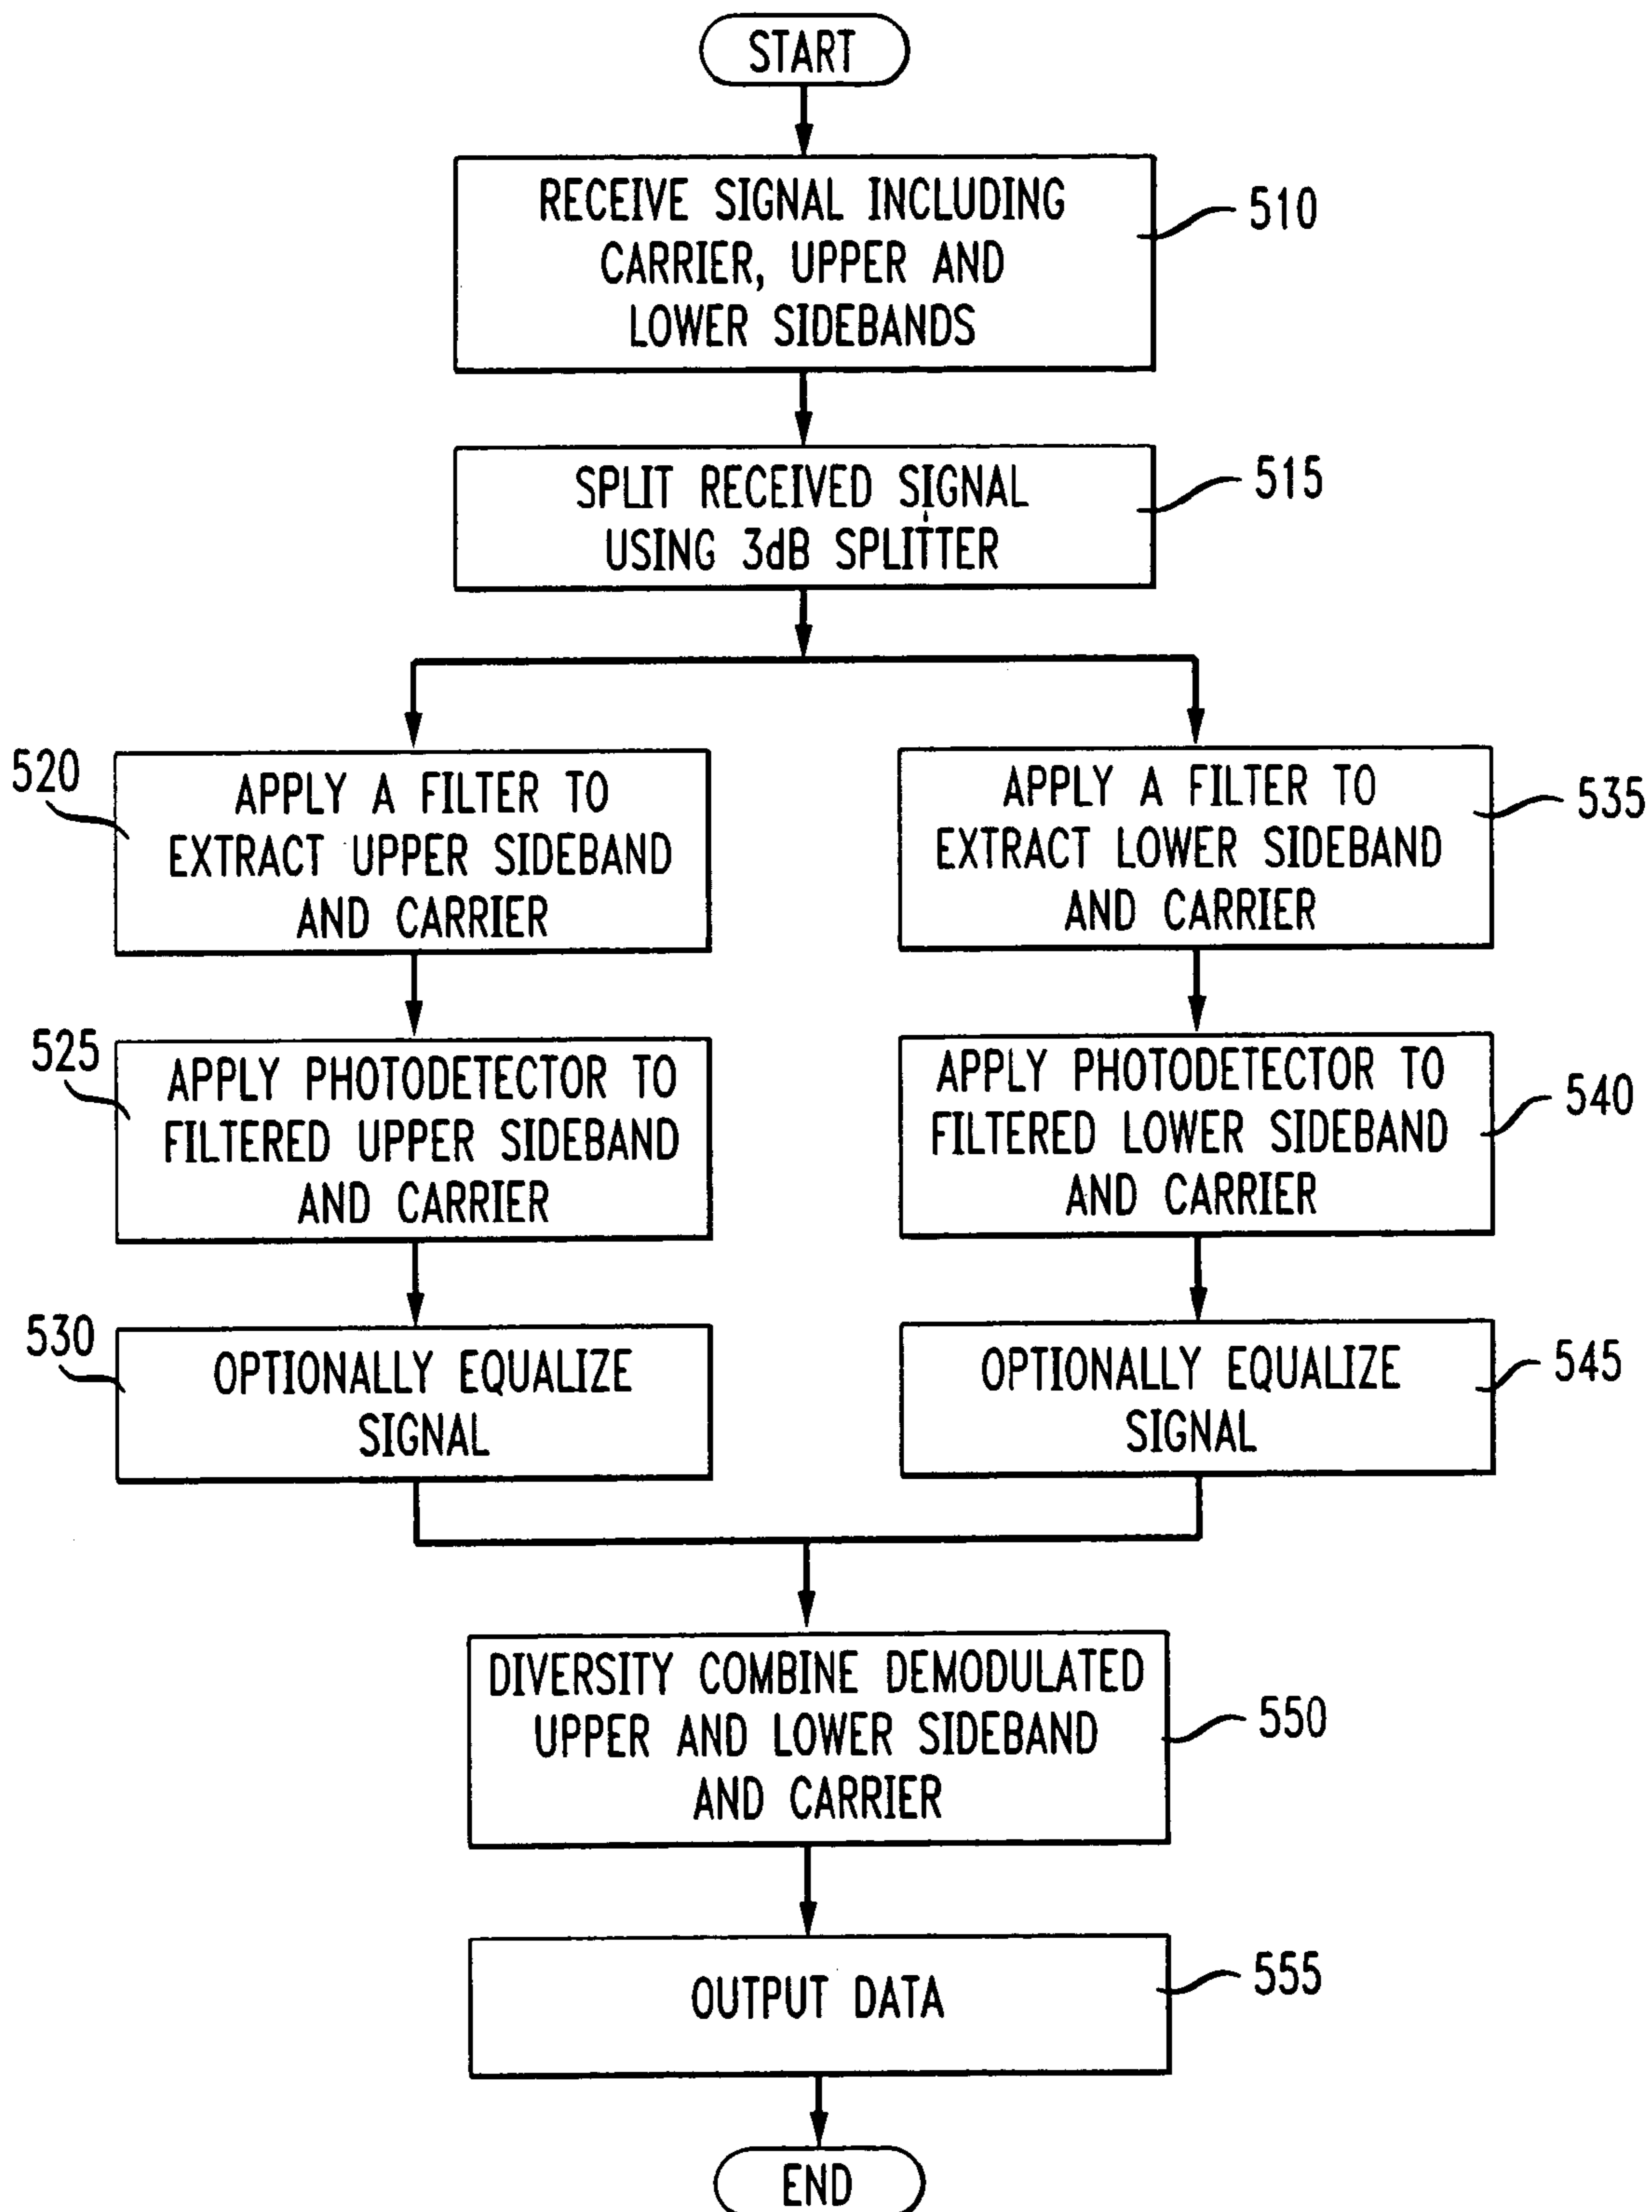 START
RECEIVE SIGNAL INCLUDING
CARRIER, UPPER AND
LOWER SIDEBANDS
510
SPLIT RECEIVED SIGNAL
USING 3dB SPLITTER
515
520
APPLY A FILTER TO
EXTRACT UPPER SIDEBAND
AND CARRIER
APPLY A FILTER TO
EXTRACT LOWER SIDEBAND
AND CARRIER
535
525
APPLY PHOTODETECTOR TO
FILTERED UPPER SIDEBAND
AND CARRIER
APPLY PHOTODETECTOR TO
FILTERED LOWER SIDEBAND
AND CARRIER
540
530
OPTIONALLY EQUALIZE
SIGNAL
OPTIONALLY EQUALIZE
SIGNAL
545
DIVERSITY COMBINE DEMODULATED
UPPER AND LOWER SIDEBAND
AND CARRIER
550
OUTPUT DATA
555
END